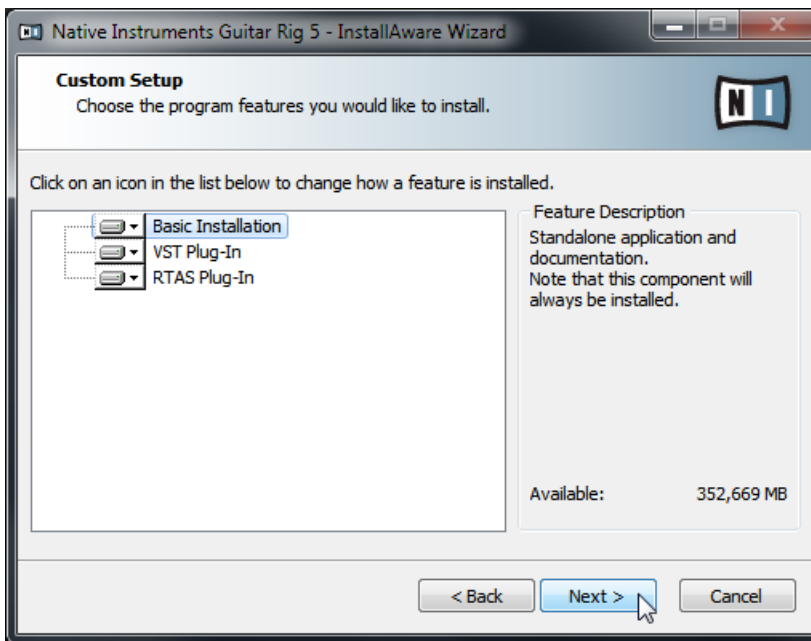 Native Instruments Guitar Rig 5 - InstallAware Wizard
Custom Setup
Choose the program features you would like to install.
N I
Click on an icon in the list below to change how a feature is installed.
Basic Installation
VST Plug-In
RTAS Plug-In
Feature Description
Standalone application and
documentation.
Note that this component will
always be installed.
Available: 352,669 MB
< Back
Next >
Cancel